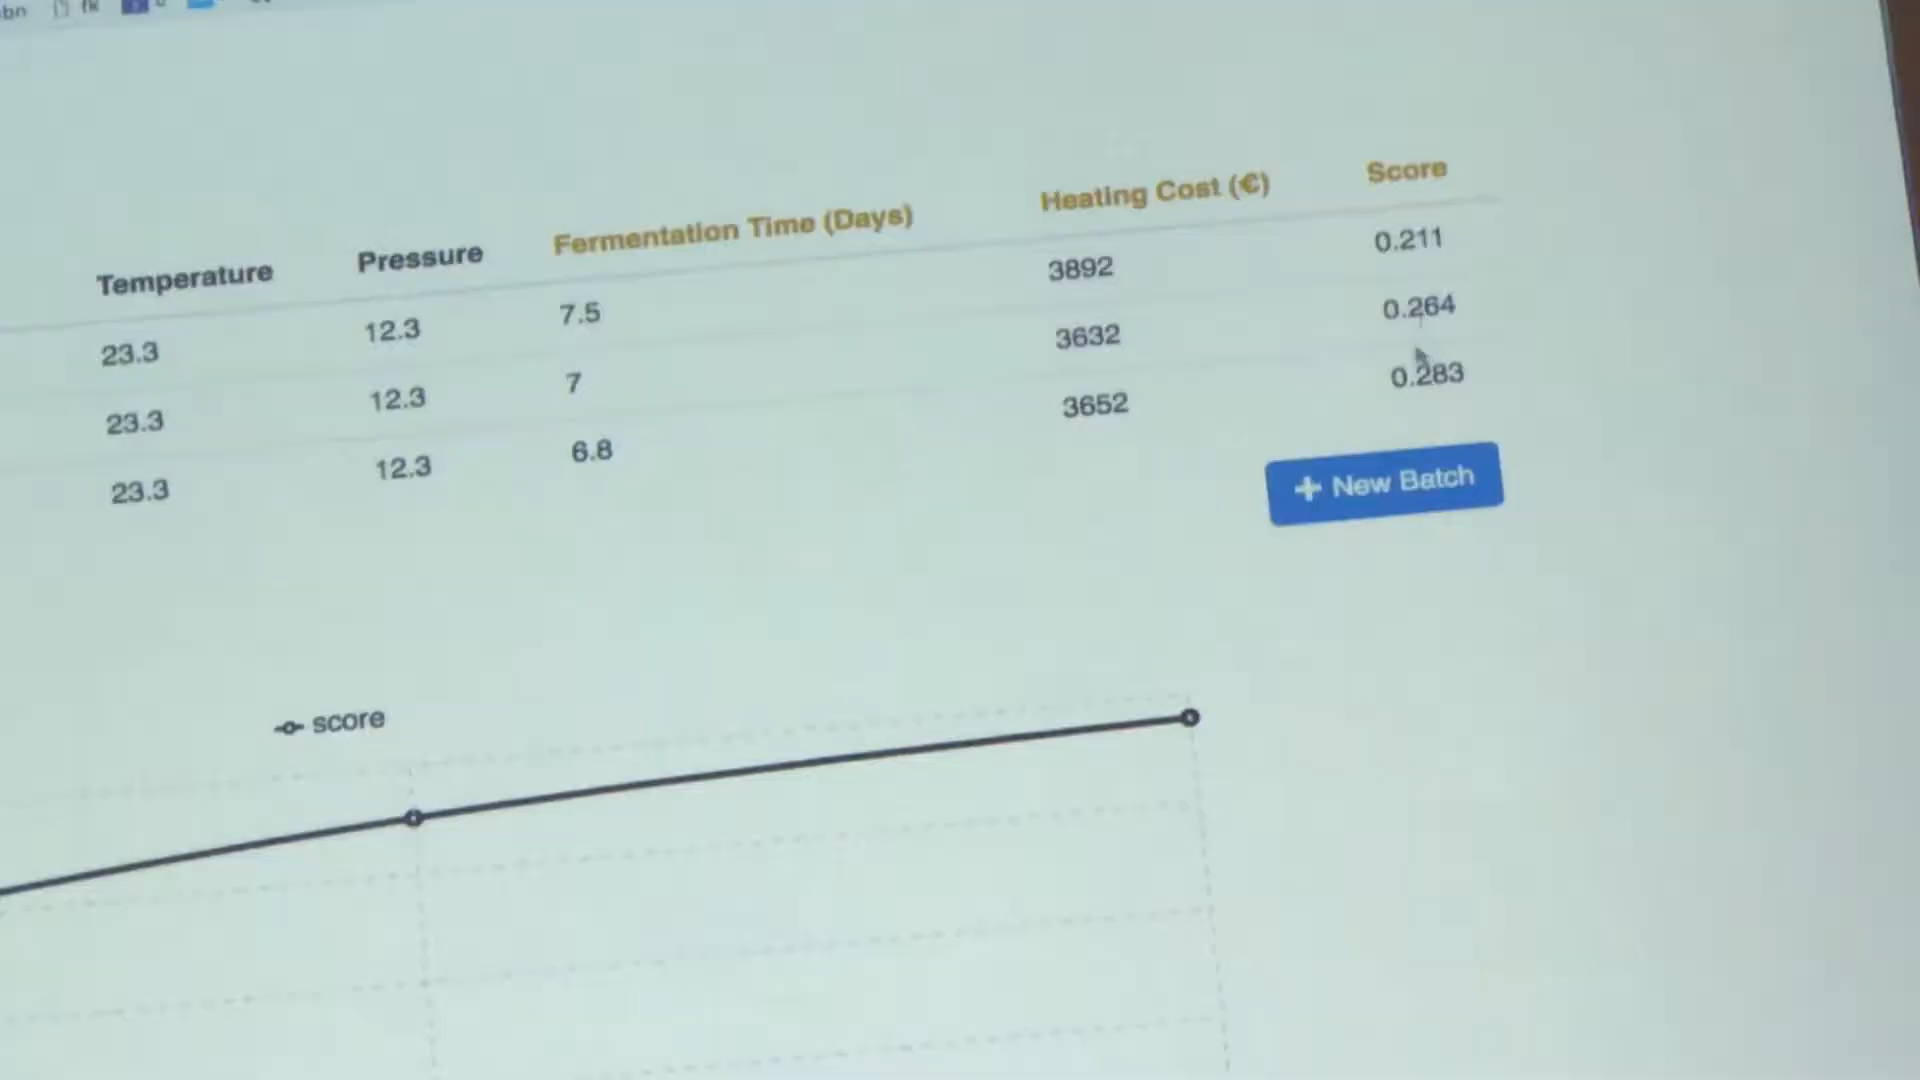 fk
Temperature Pressure Fermentation Time (Days) Heating Cost (€) Score
23.3 12.3 7.5 3892 0.211
23.3 12.3 7 3632 0.264
23.3 12.3 6.8 3652 0.283
+ New Batch
score